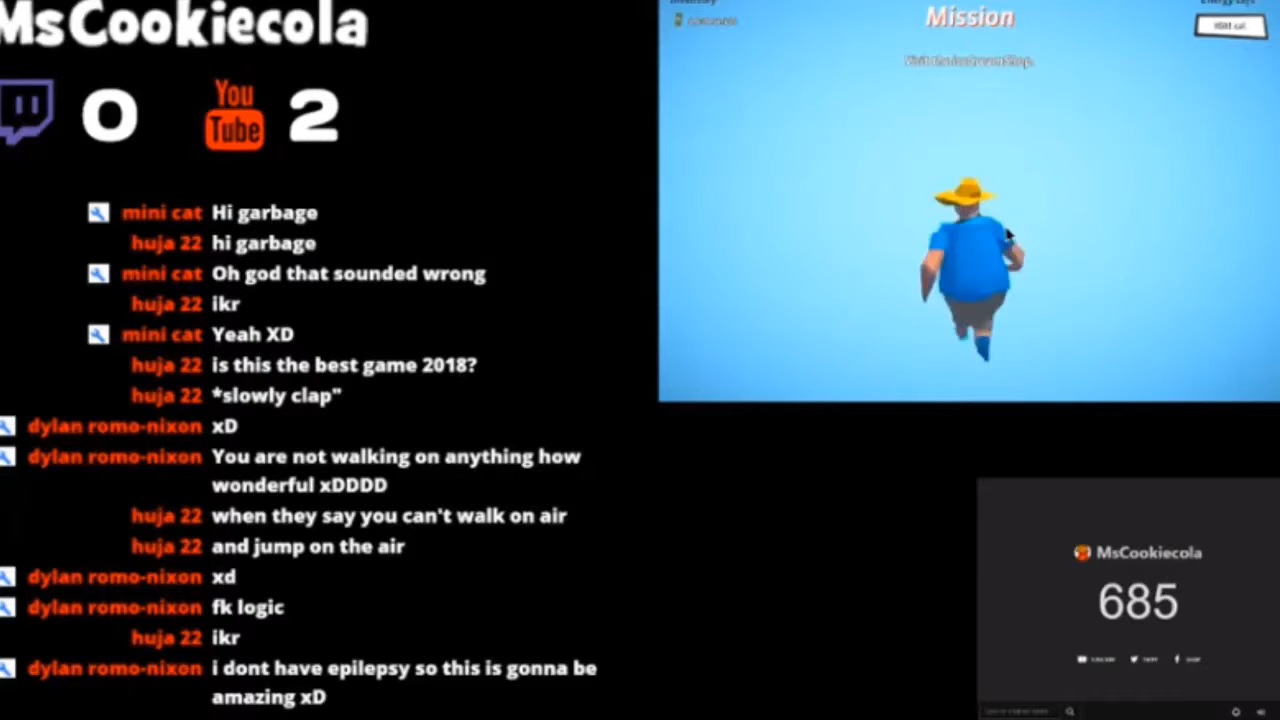 MsCookiecola
0
You
Tube
2
mini cat Hi garbage
huja 22 hi garbage
mini cat Oh god that sounded wrong
huja 22 ikr
mini cat Yeah XD
huja 22 is this the best game 2018?
huja 22 *slowly clap"
dylan romo-nixon xD
dylan romo-nixon You are not walking on anything how
wonderful xDDDD
huja 22 when they say you can't walk on air
huja 22 and jump on the air
dylan romo-nixon xd
dylan romo-nixon fk logic
huja 22 ikr
dylan romo-nixon i dont have epilepsy so this is gonna be
amazing xD
Mission
Visit the IceCream Shop.
MsCookiecola
685